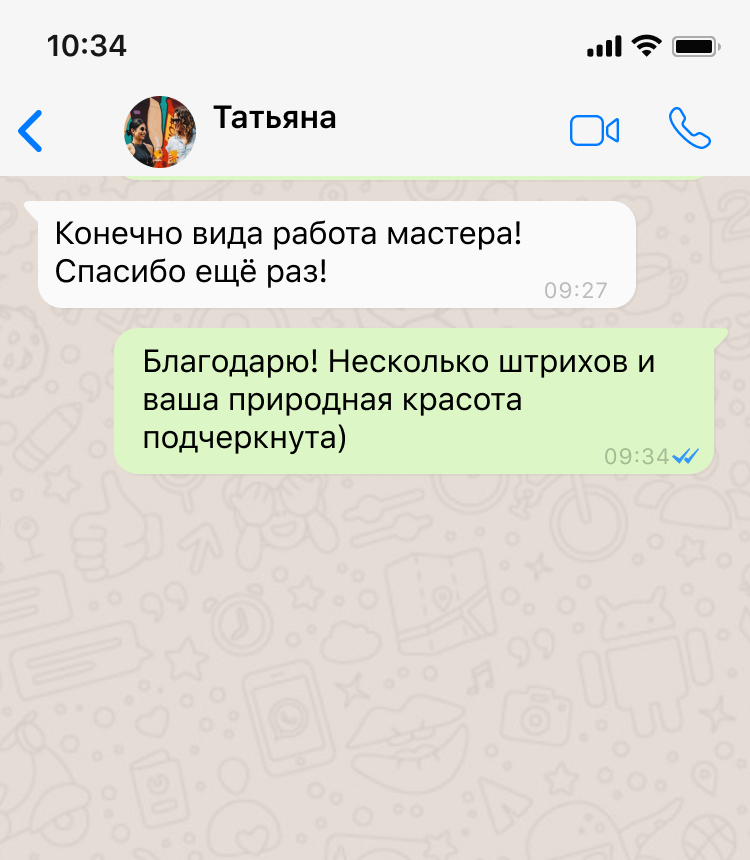 10:34
Татьяна
Конечно вида работа мастера!
Спасибо ещё раз!
09:27
Благодарю! Несколько штрихов и
ваша природная красота
подчеркнута)
09:34